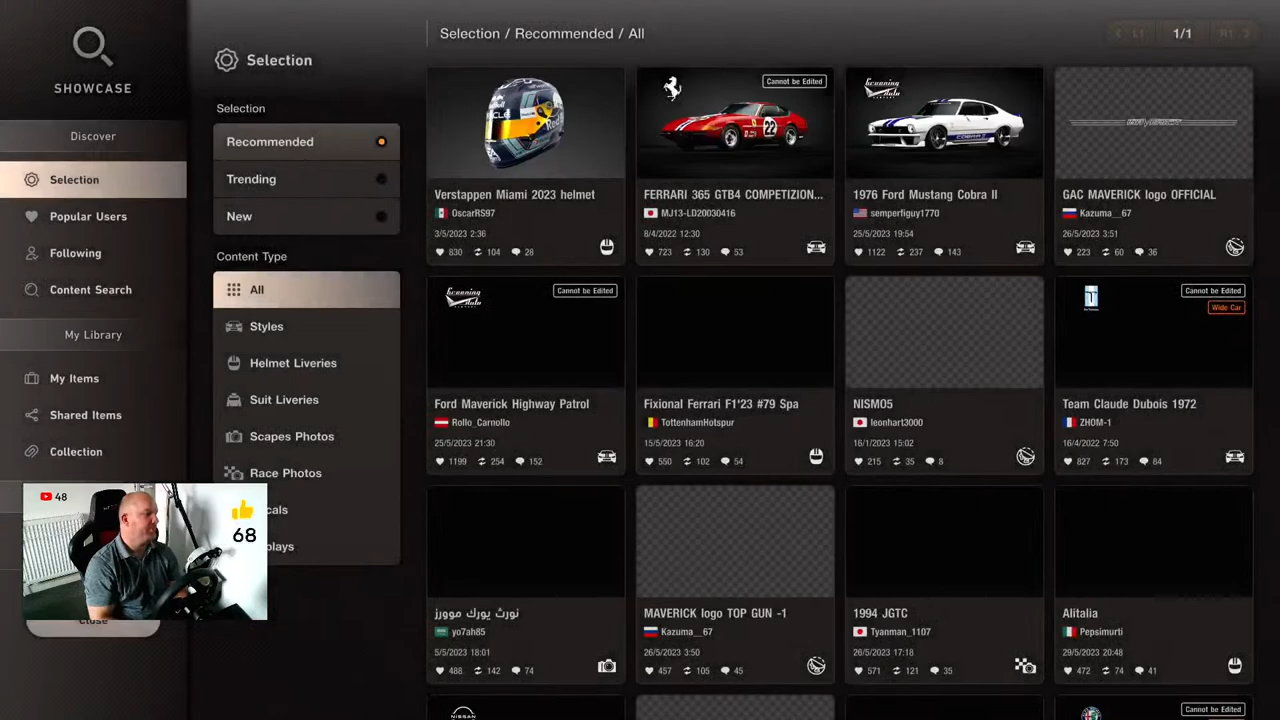 SHOWCASE
Discover
Selection
Popular Users
Following
Content Search
My Library
My Items
Shared Items
Collection
48
68
Close
Selection
Selection
Recommended
Trending
New
Content Type
All
Styles
Helmet Liveries
Suit Liveries
Scapes Photos
Race Photos
cals
plays
Selection / Recommended / All
L1
1/1
R1
Verstappen Miami 2023 helmet
OscarRS97
3/5/2023 2:36
830 104 26
Cannot be Edited
22
FERRARI 365 GTB4 COMPETIZION...
MJ13-LD20030416
8/4/2022 12:30
723 130 53
1976 Ford Mustang Cobra II
semperfiguy1770
25/5/2023 19:54
1122 237 143
MAVERICK
GAC MAVERICK logo OFFICIAL
Kazuma__67
26/5/2023 3:51
223 60 36
Cannot be Edited
Ford Maverick Highway Patrol
Rollo_Carnollo
25/5/2023 21:30
1199 254 152
Fixional Ferrari F1'23 #79 Spa
TottenhamHotspur
15/5/2023 16:20
550 102 54
NISMO5
leonhart3000
16/1/2023 15:02
215 35 8
Cannot be Edited
Wide Car
Team Claude Dubois 1972
ZHOM-1
16/4/2022 7:50
827 173 84
نورث يورك موورز
yo7ah85
5/5/2023 18:01
488 142 74
MAVERICK logo TOP GUN -1
Kazuma__67
26/5/2023 3:50
457 105 45
1994 JGTC
Tyanman_1107
26/5/2023 17:18
571 121 35
Alitalia
Pepsimurti
29/5/2023 20:48
472 74 41
NISSAN
Cannot be Edited